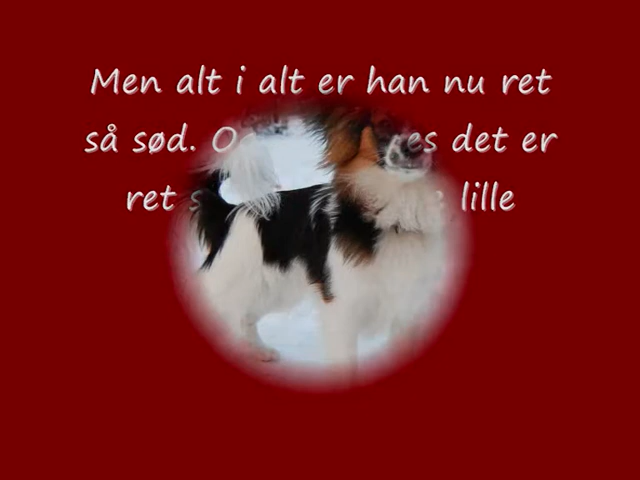 Men alt i alt er han nu ret
så sød. det er
ret lille